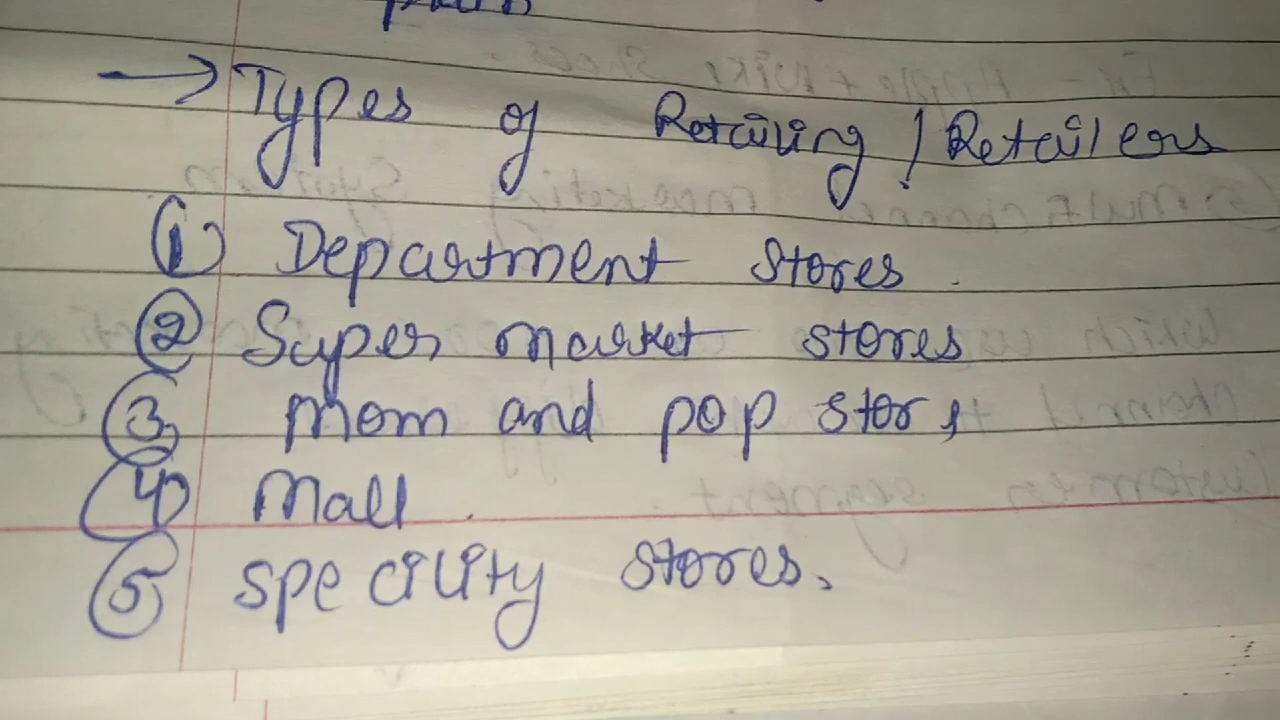 → Types of Retailing / Retailers
① Department stores.
② Super market stores
③ Mom and pop stors
④ Mall.
⑤ specility stores.